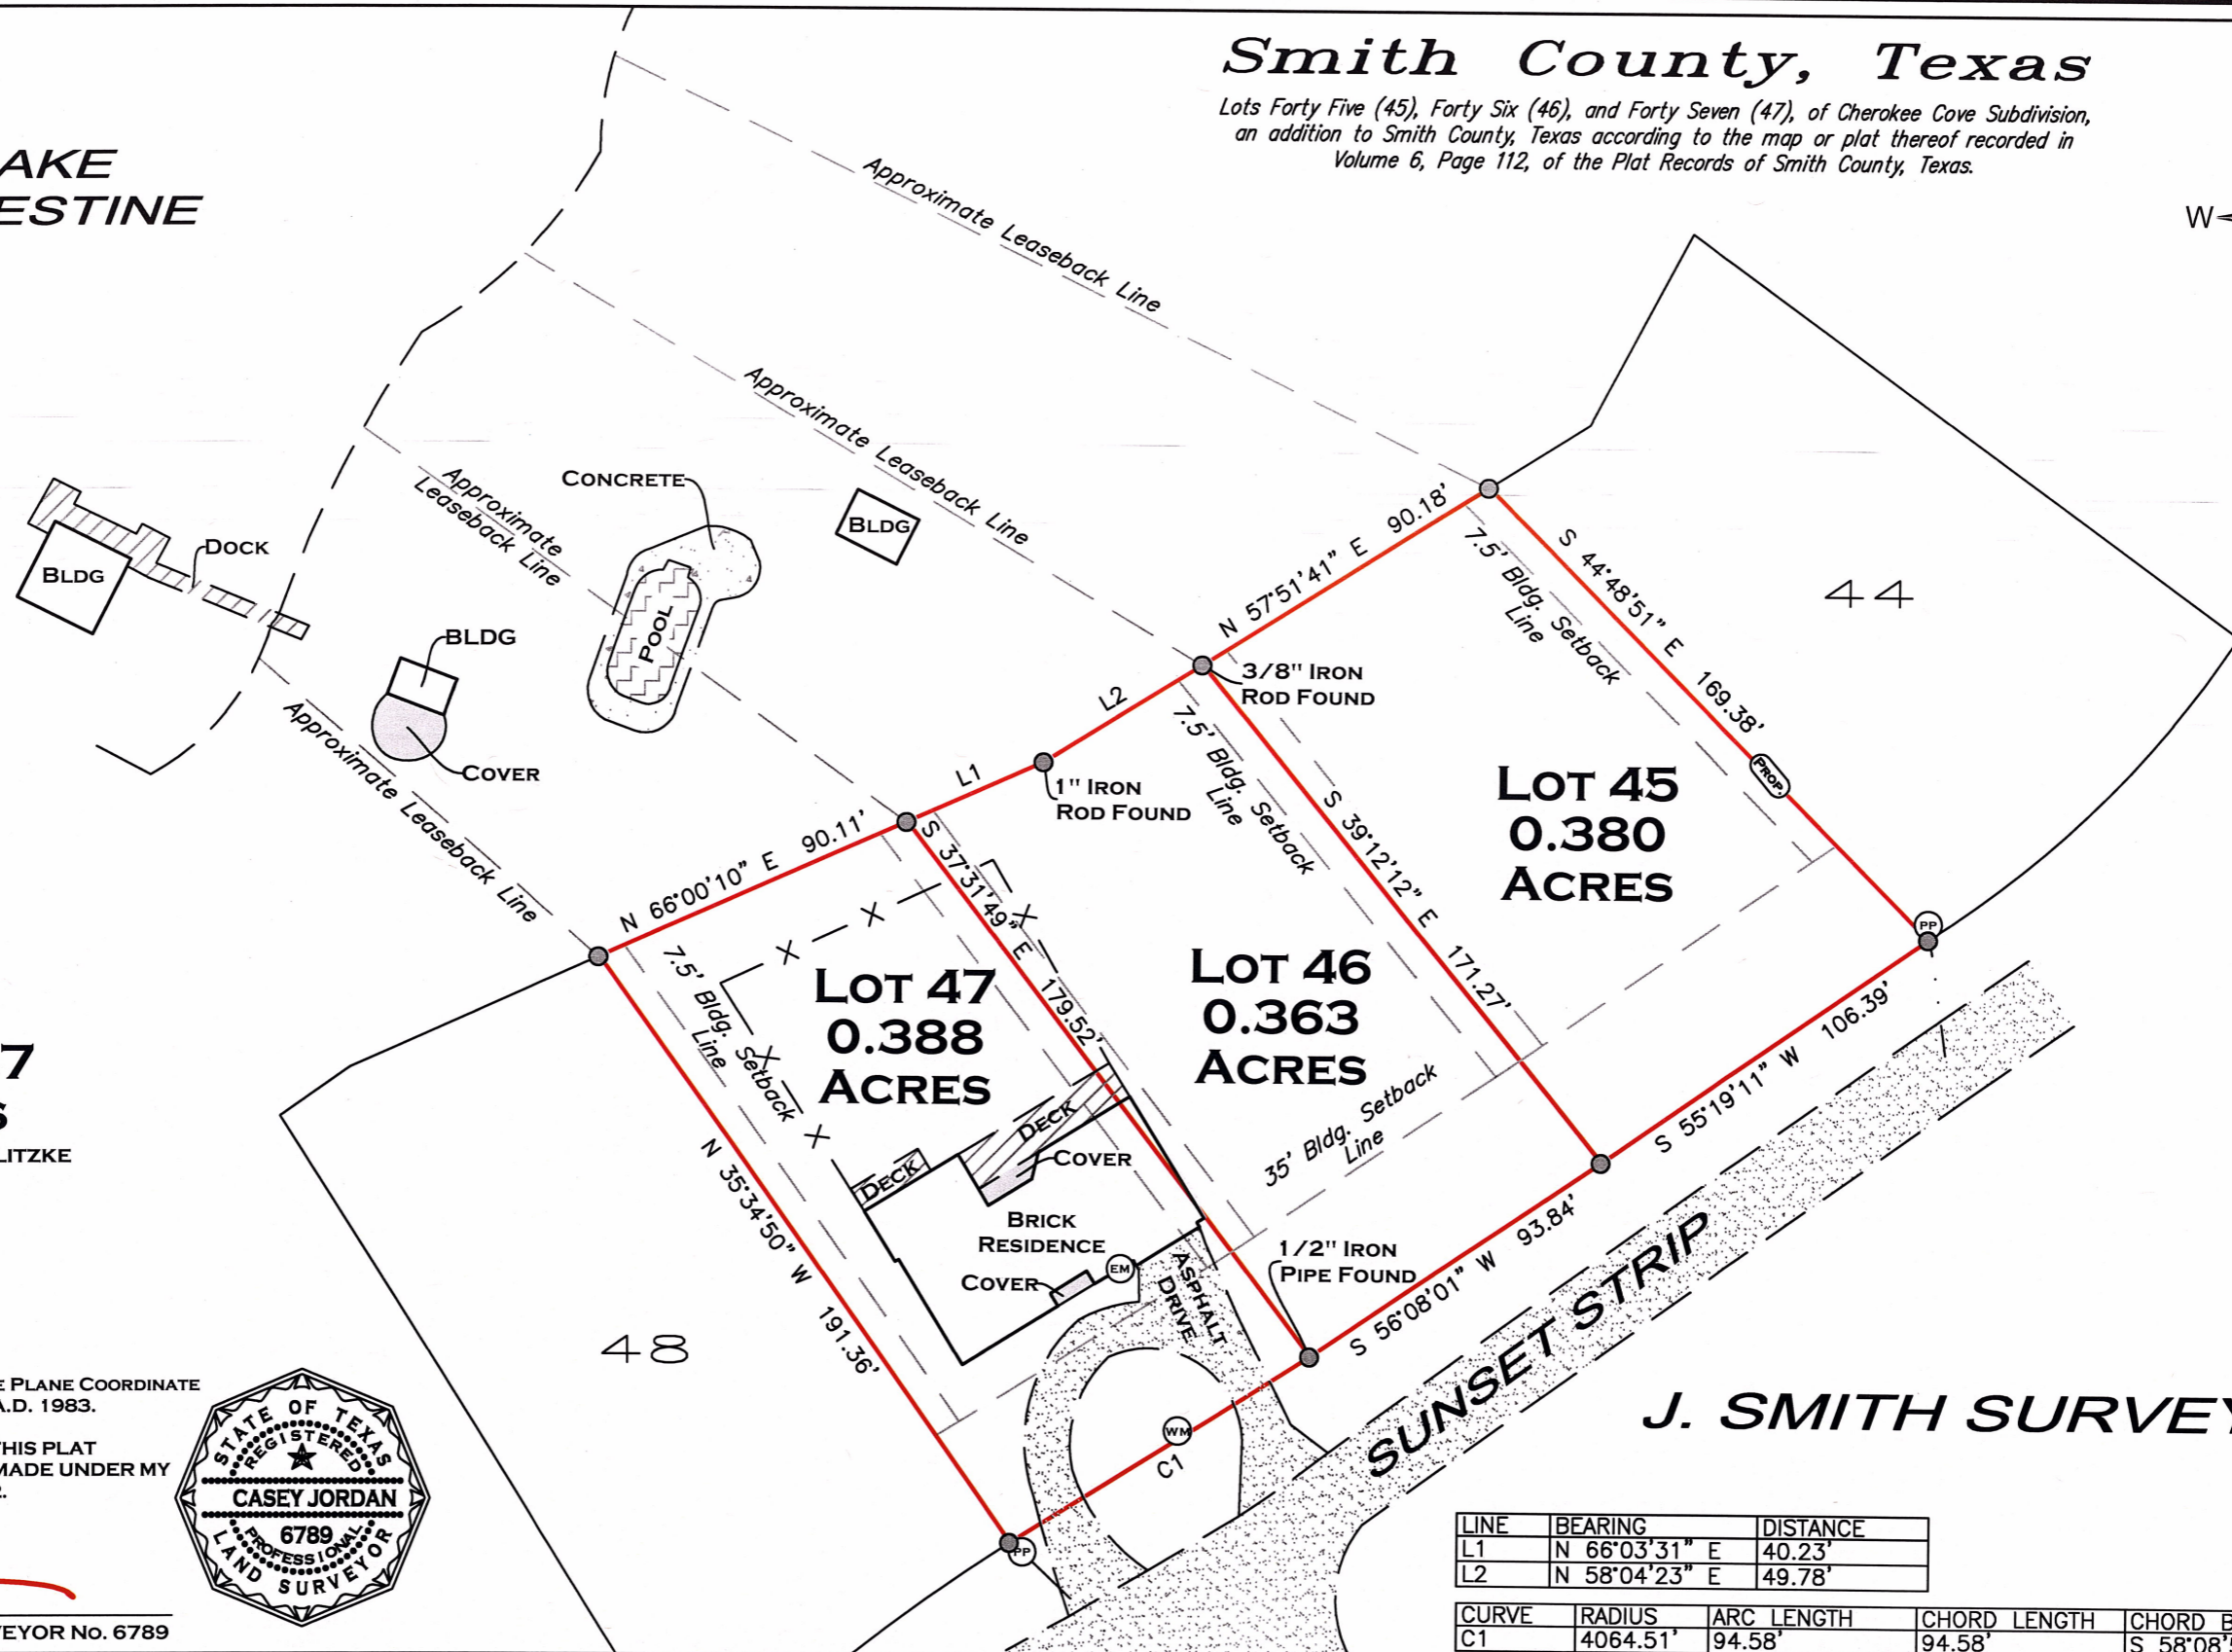 Smith County, Texas
Lots Forty Five (45), Forty Six (46), and Forty Seven (47), of Cherokee Cove Subdivision,
an addition to Smith County, Texas according to the map or plat thereof recorded in
Volume 6, Page 112, of the Plat Records of Smith County, Texas.
AKE
ESTINE
W
Approximate Leaseback Line
Approximate Leaseback Line
Approximate
Leaseback Line
Approximate Leaseback Line
CONCRETE
BLDG
DOCK
BLDG
BLDG
POOL
COVER
N 57°51'41" E 90.18'
7.5' Bldg. Setback
Line
S 44°48'51" E 169.38'
44
PROP.
3/8" IRON
ROD FOUND
L2
7.5' Bldg. Setback
Line
L1
1" IRON
ROD FOUND
S 39°12'12" E 171.27'
LOT 45
0.380
ACRES
PP
N 66°00'10" E 90.11'
S 37°31'49" E 179.52'
7.5' Bldg. Setback
Line
LOT 47
0.388
ACRES
LOT 46
0.363
ACRES
35' Bldg. Setback
Line
S 55°19'11" W 106.39'
7
S
LITZKE
N 35°34'50" W 191.36'
DECK
DECK
COVER
BRICK
RESIDENCE
COVER
EM
ASPHALT
DRIVE
1/2" IRON
PIPE FOUND
S 56°08'01" W 93.84'
SUNSET STRIP
48
WM
C1
PP
J. SMITH SURVEY
E PLANE COORDINATE
A.D. 1983.
THIS PLAT
MADE UNDER MY
STATE OF TEXAS
REGISTERED
CASEY JORDAN
6789
PROFESSIONAL
LAND SURVEYOR
VEYOR NO. 6789
LINE BEARING DISTANCE
L1 N 66°03'31" E 40.23'
L2 N 58°04'23" E 49.78'
CURVE RADIUS ARC LENGTH CHORD LENGTH CHORD B
C1 4064.51' 94.58' 94.58' S 58°08'